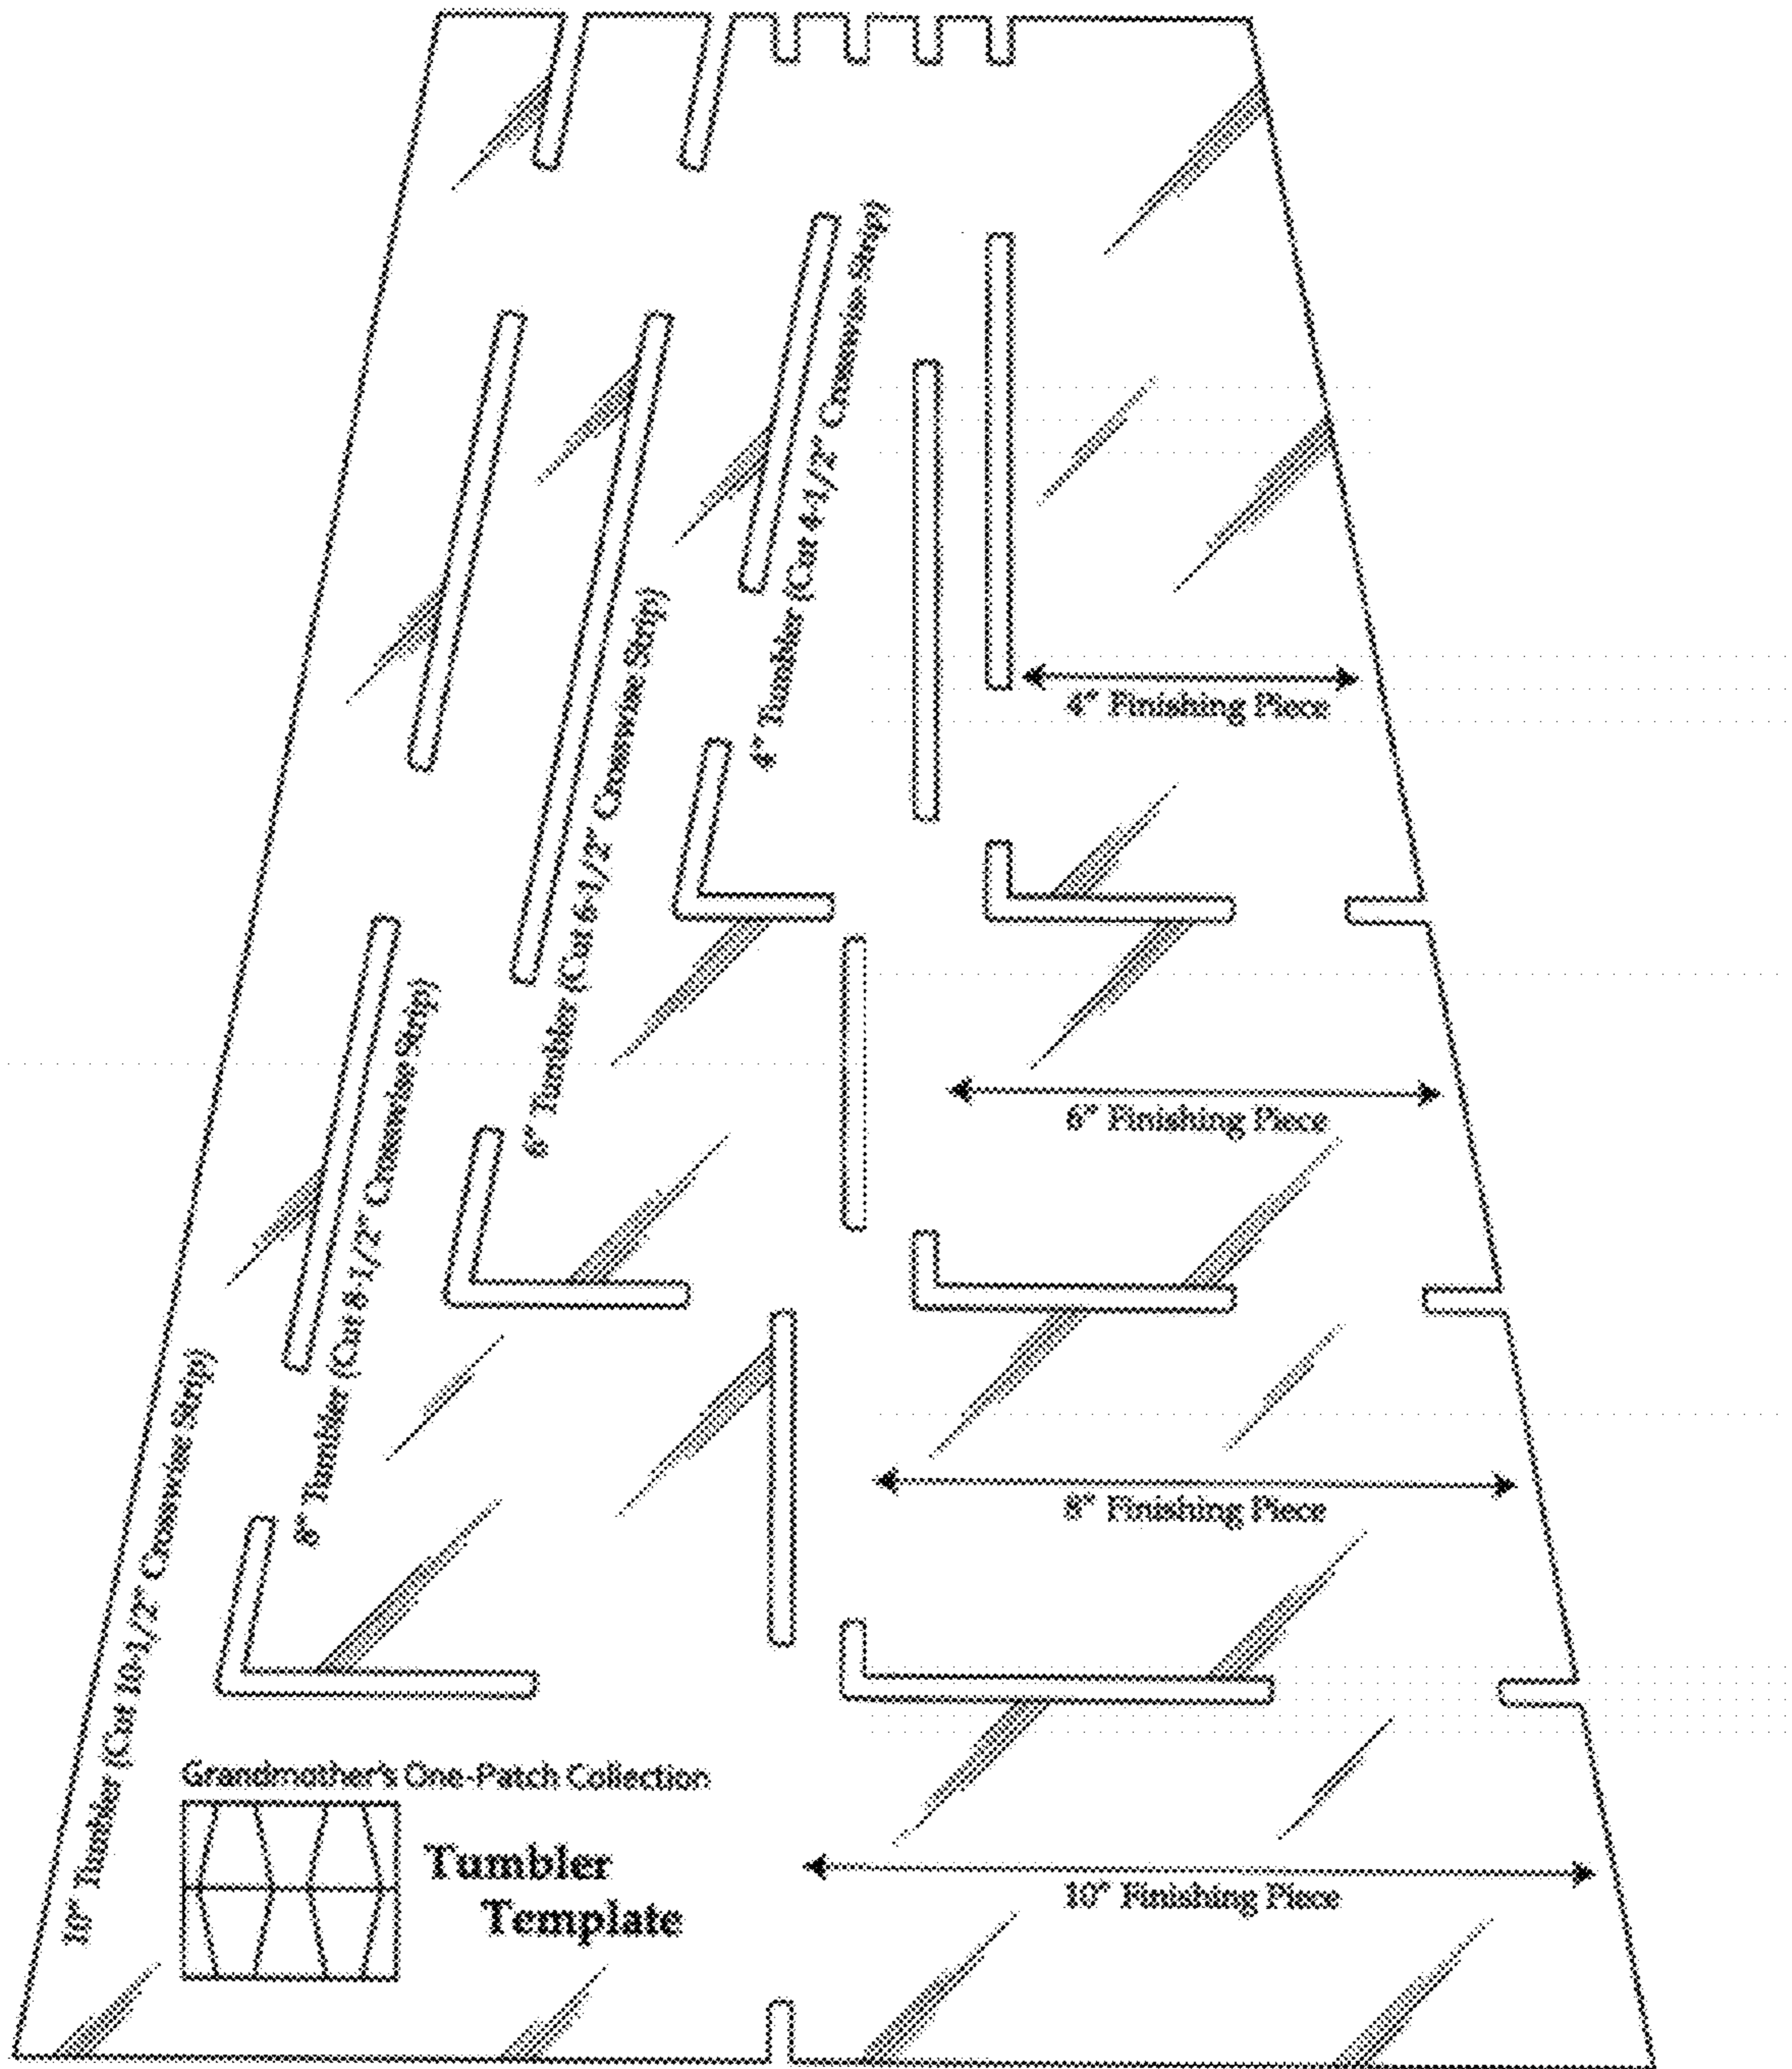 4" Tumbler (Cut 4-1/2" Crosswise Strip)
6" Tumbler (Cut 6-1/2" Crosswise Strip)
8" Tumbler (Cut 8-1/2" Crosswise Strip)
10" Tumbler (Cut 10-1/2" Crosswise Strip)
4" Finishing Piece
6" Finishing Piece
8" Finishing Piece
10" Finishing Piece
Grandmother's One-Patch Collection
Tumbler
Template